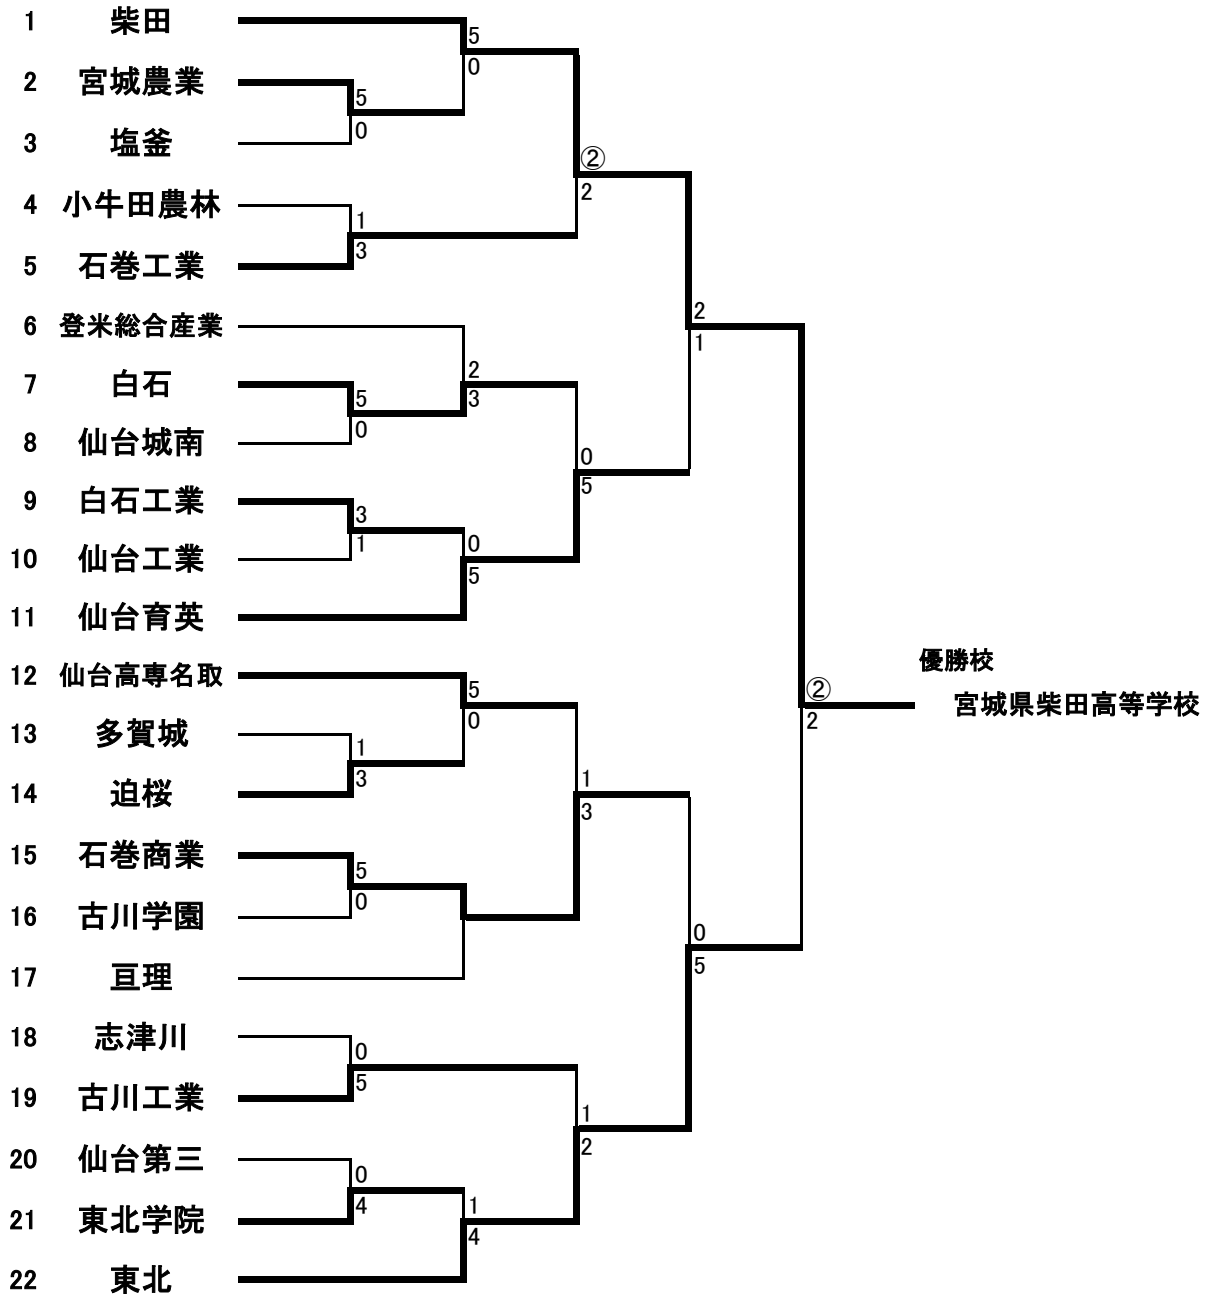 1 柴田
5
0
2 宮城農業
5
0
3 塩釜
②
2
4 小牛田農林
1
3
5 石巻工業
2
1
6 登米総合産業
2
3
7 白石
5
0
8 仙台城南
0
5
9 白石工業
3
1
0
5
10 仙台工業
11 仙台育英
優勝校
宮城県柴田高等学校
②
2
12 仙台高専名取
5
0
13 多賀城
1
3
14 迫桜
1
3
15 石巻商業
5
0
16 古川学園
0
5
17 亘理
18 志津川
0
5
19 古川工業
1
2
20 仙台第三
0
4
21 東北学院
1
4
22 東北